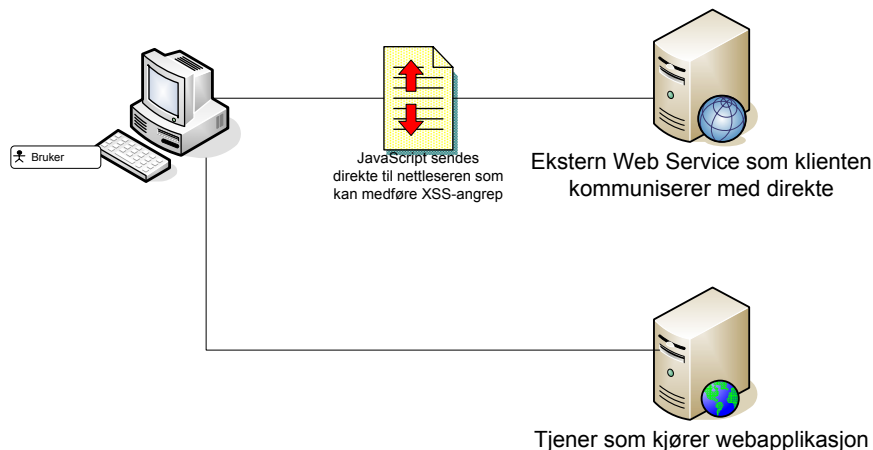 Bruker
JavaScript sendes
direkte til nettleseren som
kan medføre XSS-angrep
Ekstern Web Service som klienten
kommuniserer med direkte
Tjener som kjører webapplikasjon